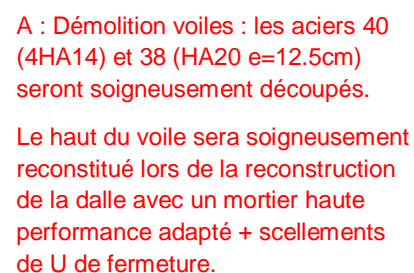 A : Démolition voiles : les aciers 40
(4HA14) et 38 (HA20 e=12.5cm)
seront soigneusement découpés.
Le haut du voile sera soigneusement
reconstitué lors de la reconstruction
de la dalle avec un mortier haute
performance adapté + scellements
de U de fermeture.